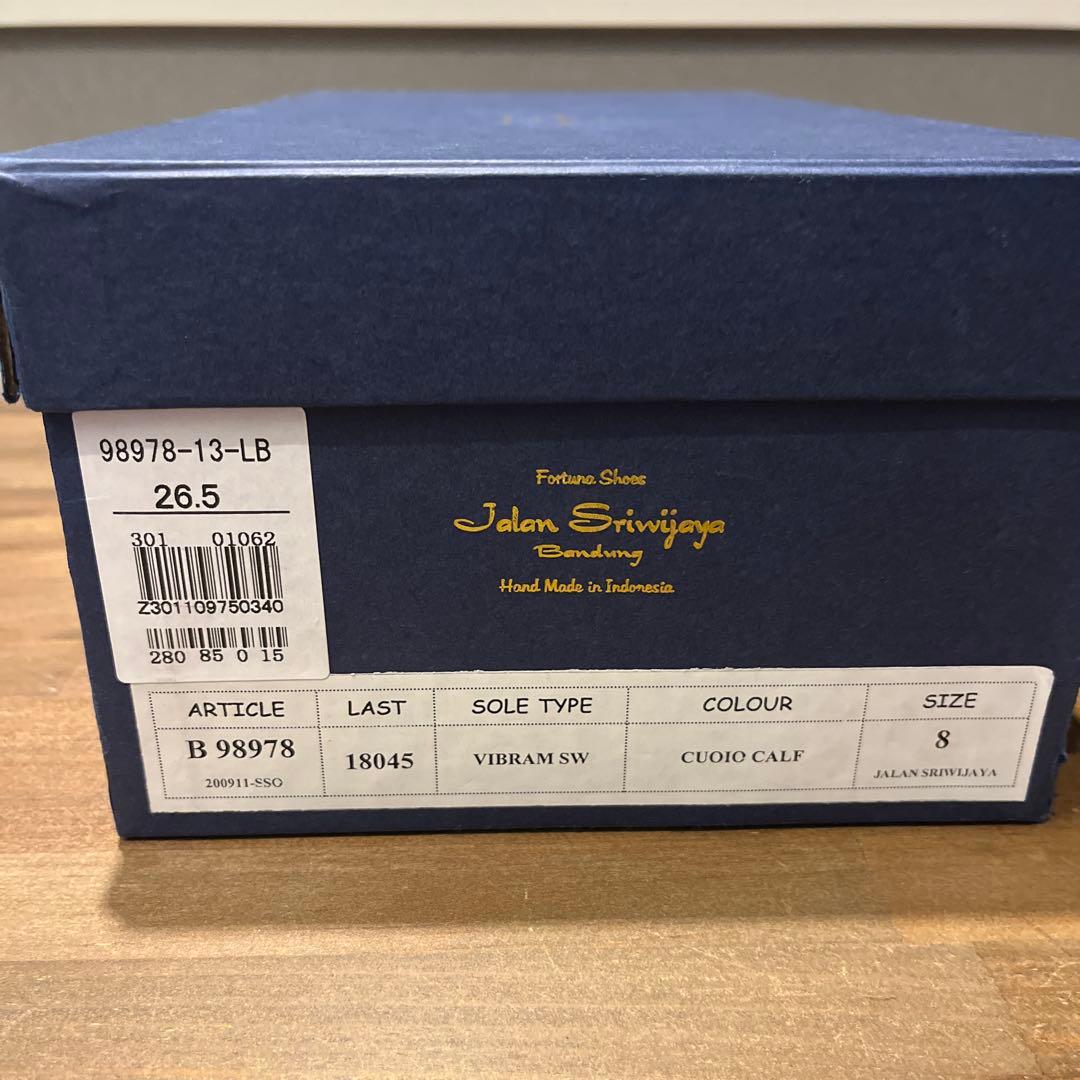 98978-13-LB
26.5
301 01062
Z301109750340
280 85 0 15
Fortuna Shoes
Jalan Sriwijaya
Bandung
Hand Made in Indonesia
ARTICLE LAST SOLE TYPE COLOUR SIZE
B 98978 18045 VIBRAM SW CUOIO CALF 8
200911-SSO JALAN SRIWIJAYA